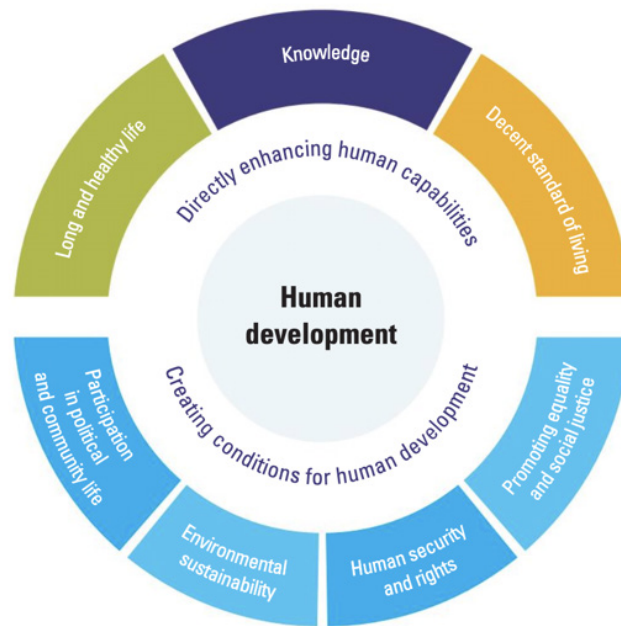 Knowledge
Long and healthy life
Decent standard of living
Directly enhancing human capabilities
Human
development
Creating conditions for human development
Participation
in political
and community life
Environmental
sustainability
Human security
and rights
Promoting equality
and social justice